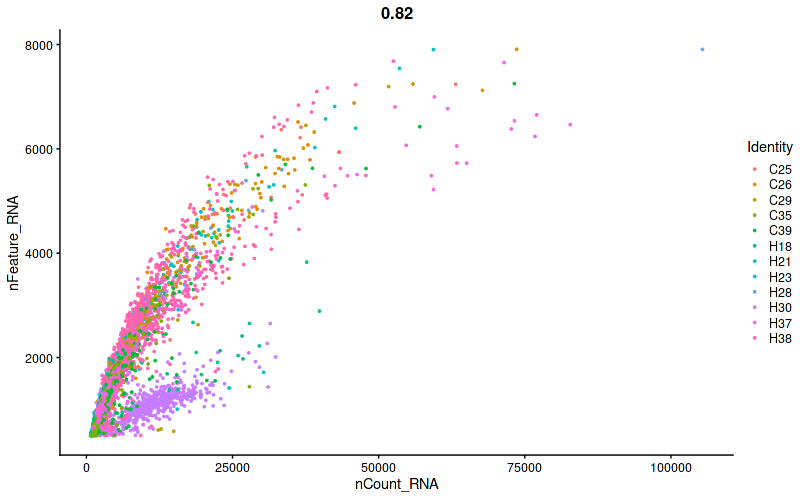 0.82
nFeature_RNA
8000
6000
4000
2000
0
25000
50000
75000
100000
nCount_RNA
Identity
C25
C26
C29
C35
C39
H18
H21
H23
H28
H30
H37
H38